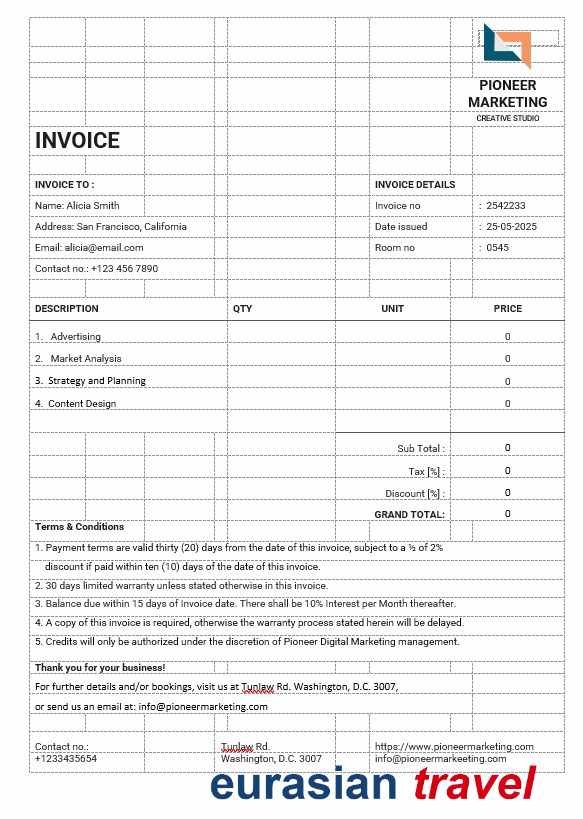 PIONEER
MARKETING
CREATIVE STUDIO
INVOICE
INVOICE TO :
INVOICE DETAILS
Name: Alicia Smith
Invoice no : 2542233
Address: San Francisco, California
Date issued : 25-05-2025
Email: alicia@email.com
Room no : 0545
Contact no.: +123 456 7890
DESCRIPTION QTY UNIT PRICE
1. Advertising 0
2. Market Analysis 0
3. Strategy and Planning 0
4. Content Design 0
Sub Total : 0
Tax [%] : 0
Discount [%] : 0
GRAND TOTAL: 0
Terms & Conditions
1. Payment terms are valid thirty (20) days from the date of this invoice, subject to a ½ of 2%
discount if paid within ten (10) days of the date of this invoice.
2. 30 days limited warranty unless stated otherwise in this invoice.
3. Balance due within 15 days of Invoice date. There shall be 10% Interest per Month thereafter.
4. A copy of this invoice is required, otherwise the warranty process stated herein will be delayed.
5. Credits will only be authorized under the discretion of Pioneer Digital Marketing management.
Thank you for your business!
For further details and/or bookings, visit us at Tunlaw Rd. Washington, D.C. 3007,
or send us an email at: info@pioneermarketing.com
Contact no.: Tunlaw Rd. https://www.pioneermarketing.com
+1233435654 Washington, D.C. 3007 info@pioneermarkeeting.com
eurasian travel